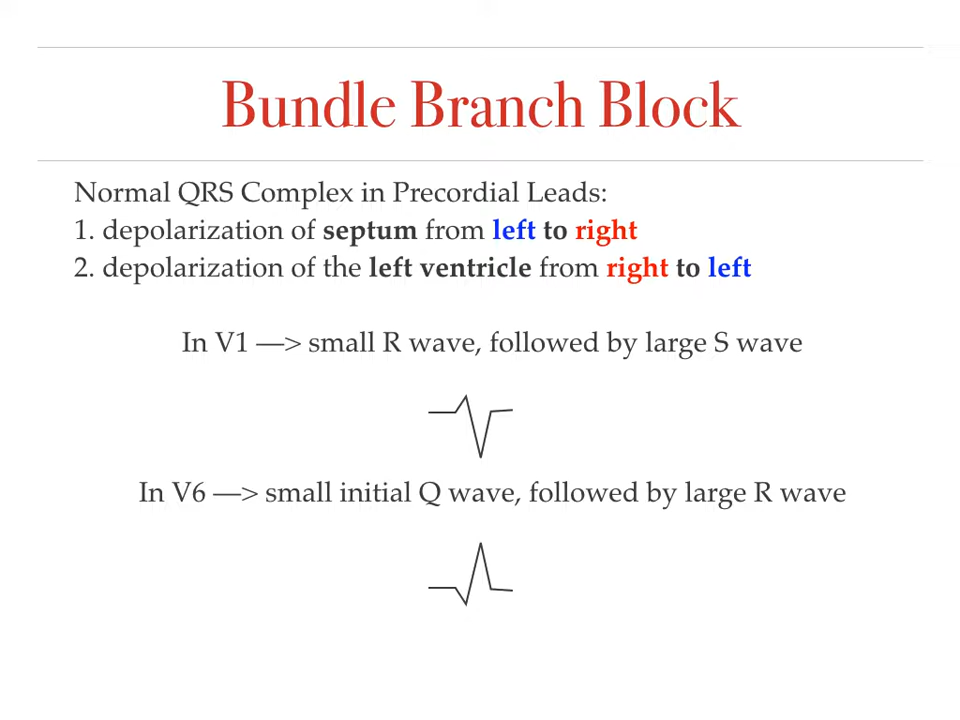 Bundle Branch Block
Normal QRS Complex in Precordial Leads:
1. depolarization of septum from left to right
2. depolarization of the left ventricle from right to left
In V1 —> small R wave, followed by large S wave
In V6 —> small initial Q wave, followed by large R wave